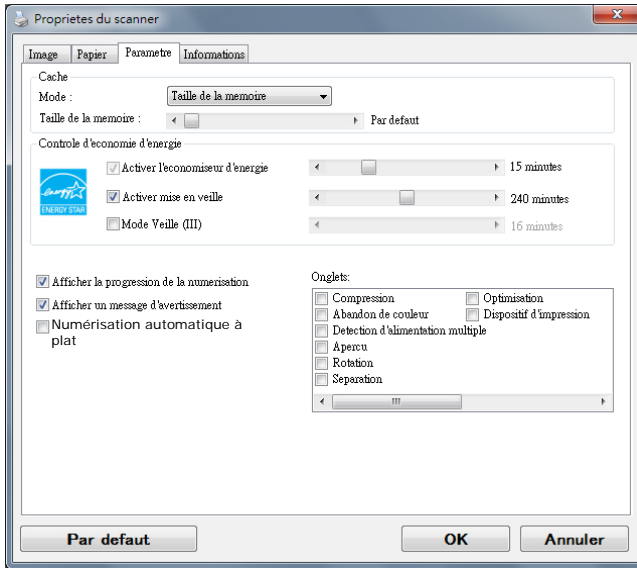 Proprietes du scanner
Image Papier Parametre Informations
Cache
Mode : Taille de la memoire
Taille de la memoire : Par defaut
Controle d'economie d'energie
energy
ENERGY STAR
Activer l'economiseur d'energie 15 minutes
Activer mise en veille 240 minutes
Mode Veille (III) 16 minutes
Afficher la progression de la numerisation
Afficher un message d'avertissement
Numérisation automatique à
plat
Onglets:
Compression Optimisation
Abandon de couleur Dispositif d'impression
Detection d'alimentation multiple
Apercu
Rotation
Separation
Par defaut OK Annuler